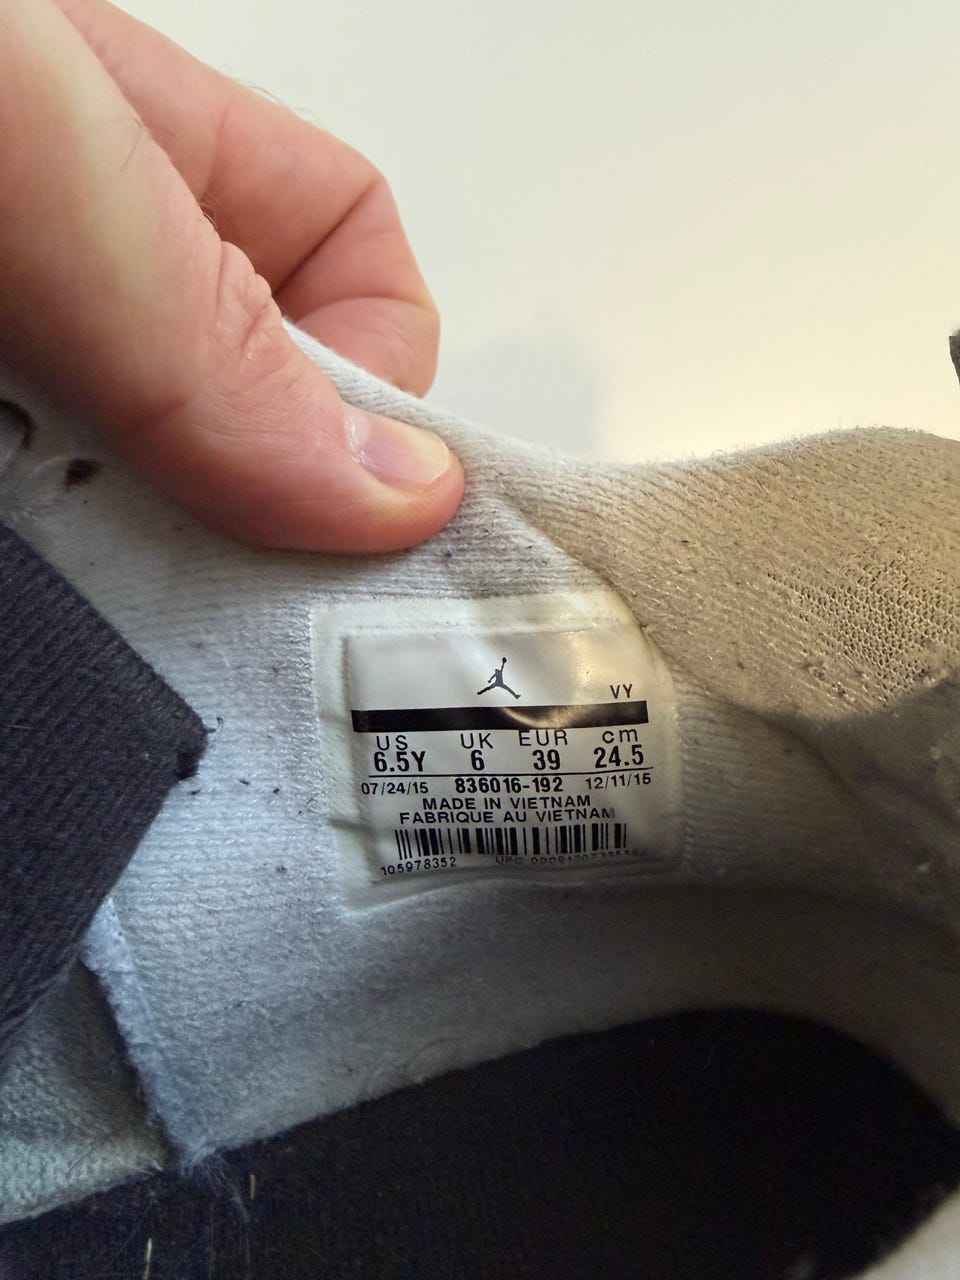 VY
US UK EUR cm
6.5Y 6 39 24.5
07/24/15 836016-192 12/11/15
MADE IN VIETNAM
FABRIQUE AU VIETNAM
105978352 UPC